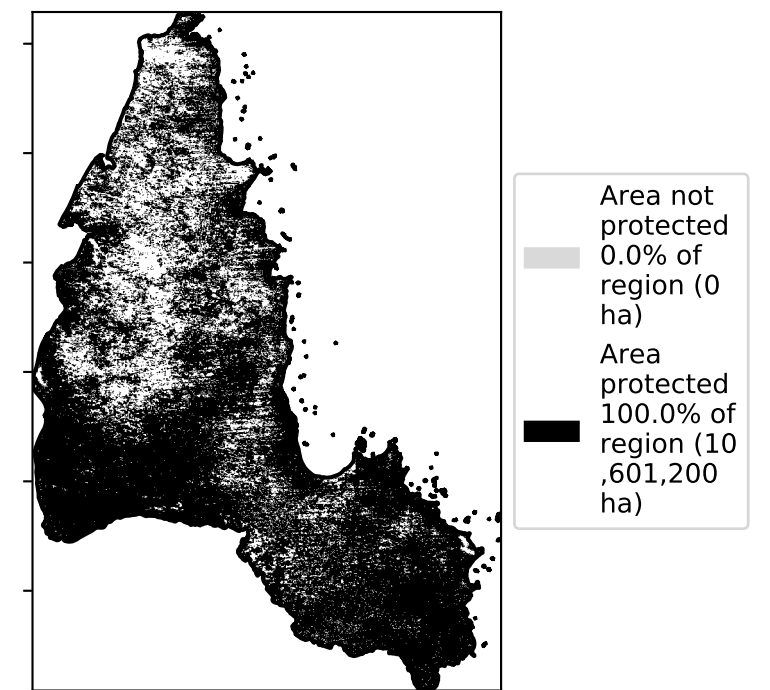 Area not
protected
0.0% of
region (0
ha)
Area
protected
100.0% of
region (10
,601,200
ha)